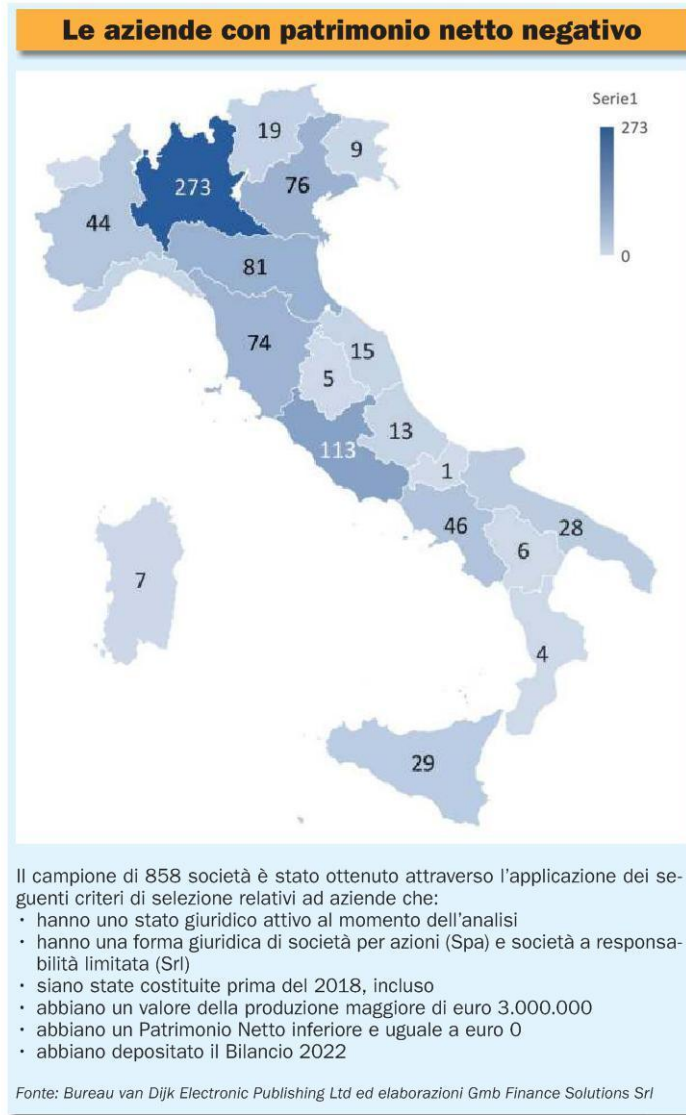 Le aziende con patrimonio netto negativo
Serie1
273
0
19
9
273
76
44
81
74
15
5
13
113
1
46
28
6
7
4
29
Il campione di 858 società è stato ottenuto attraverso l'applicazione dei se-
guenti criteri di selezione relativi ad aziende che:
· hanno uno stato giuridico attivo al momento dell'analisi
· hanno una forma giuridica di società per azioni (Spa) e società a responsa-
bilità limitata (Srl)
· siano state costituite prima del 2018, incluso
· abbiano un valore della produzione maggiore di euro 3.000.000
· abbiano un Patrimonio Netto inferiore e uguale a euro 0
· abbiano depositato il Bilancio 2022
Fonte: Bureau van Dijk Electronic Publishing Ltd ed elaborazioni Gmb Finance Solutions Srl